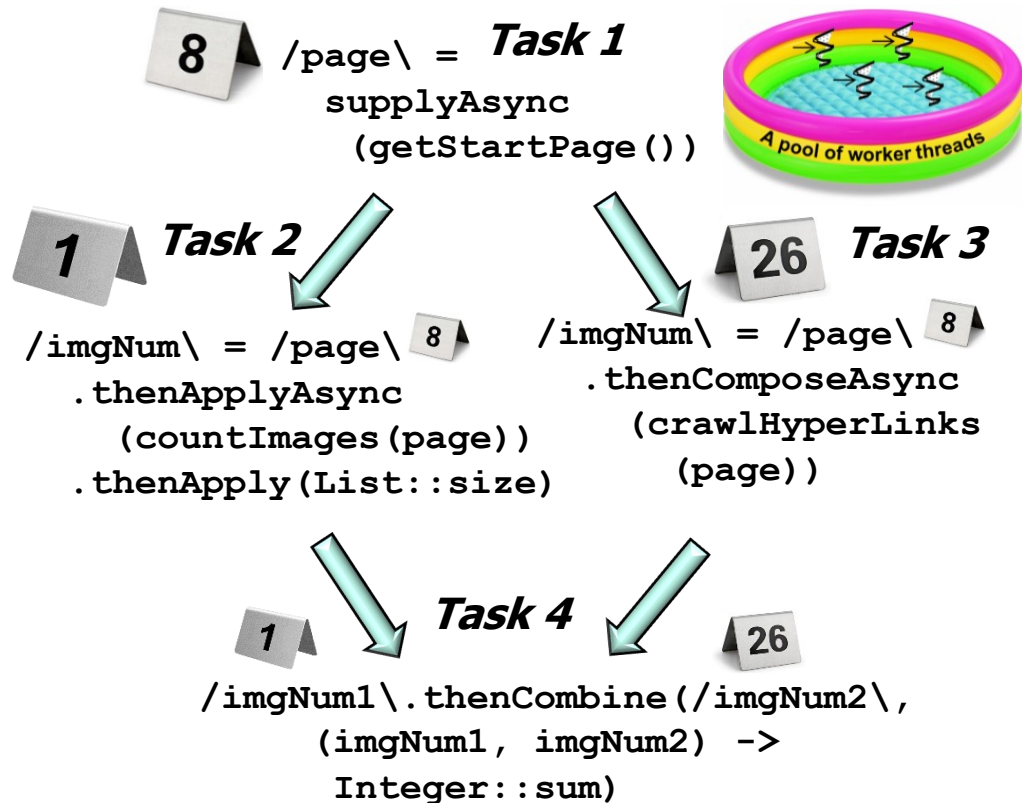 8
/page\ = Task 1
supplyAsync
(getStartPage())
A pool of worker threads
1
Task 2
/imgNum\ = /page\ 8
.thenApplyAsync
(countImages(page))
.thenApply(List::size)
26
Task 3
/imgNum\ = /page\ 8
.thenComposeAsync
(crawlHyperLinks
(page))
1
Task 4
26
/imgNum1\.thenCombine(/imgNum2\,
(imgNum1, imgNum2) ->
Integer::sum)